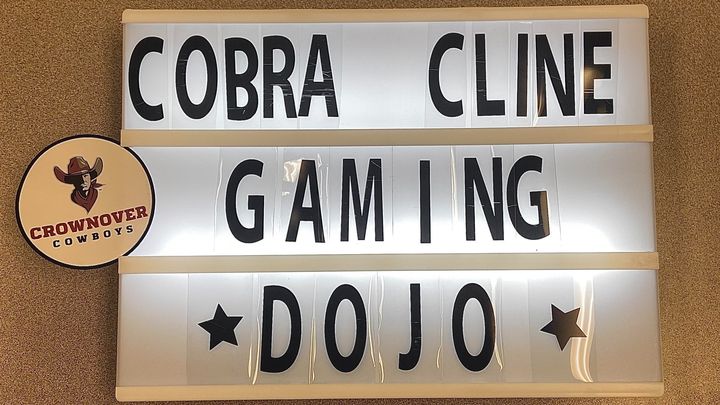 COBRA CLINE
GAMING
★ DOJO ★
CROWNOVER
COWBOYS